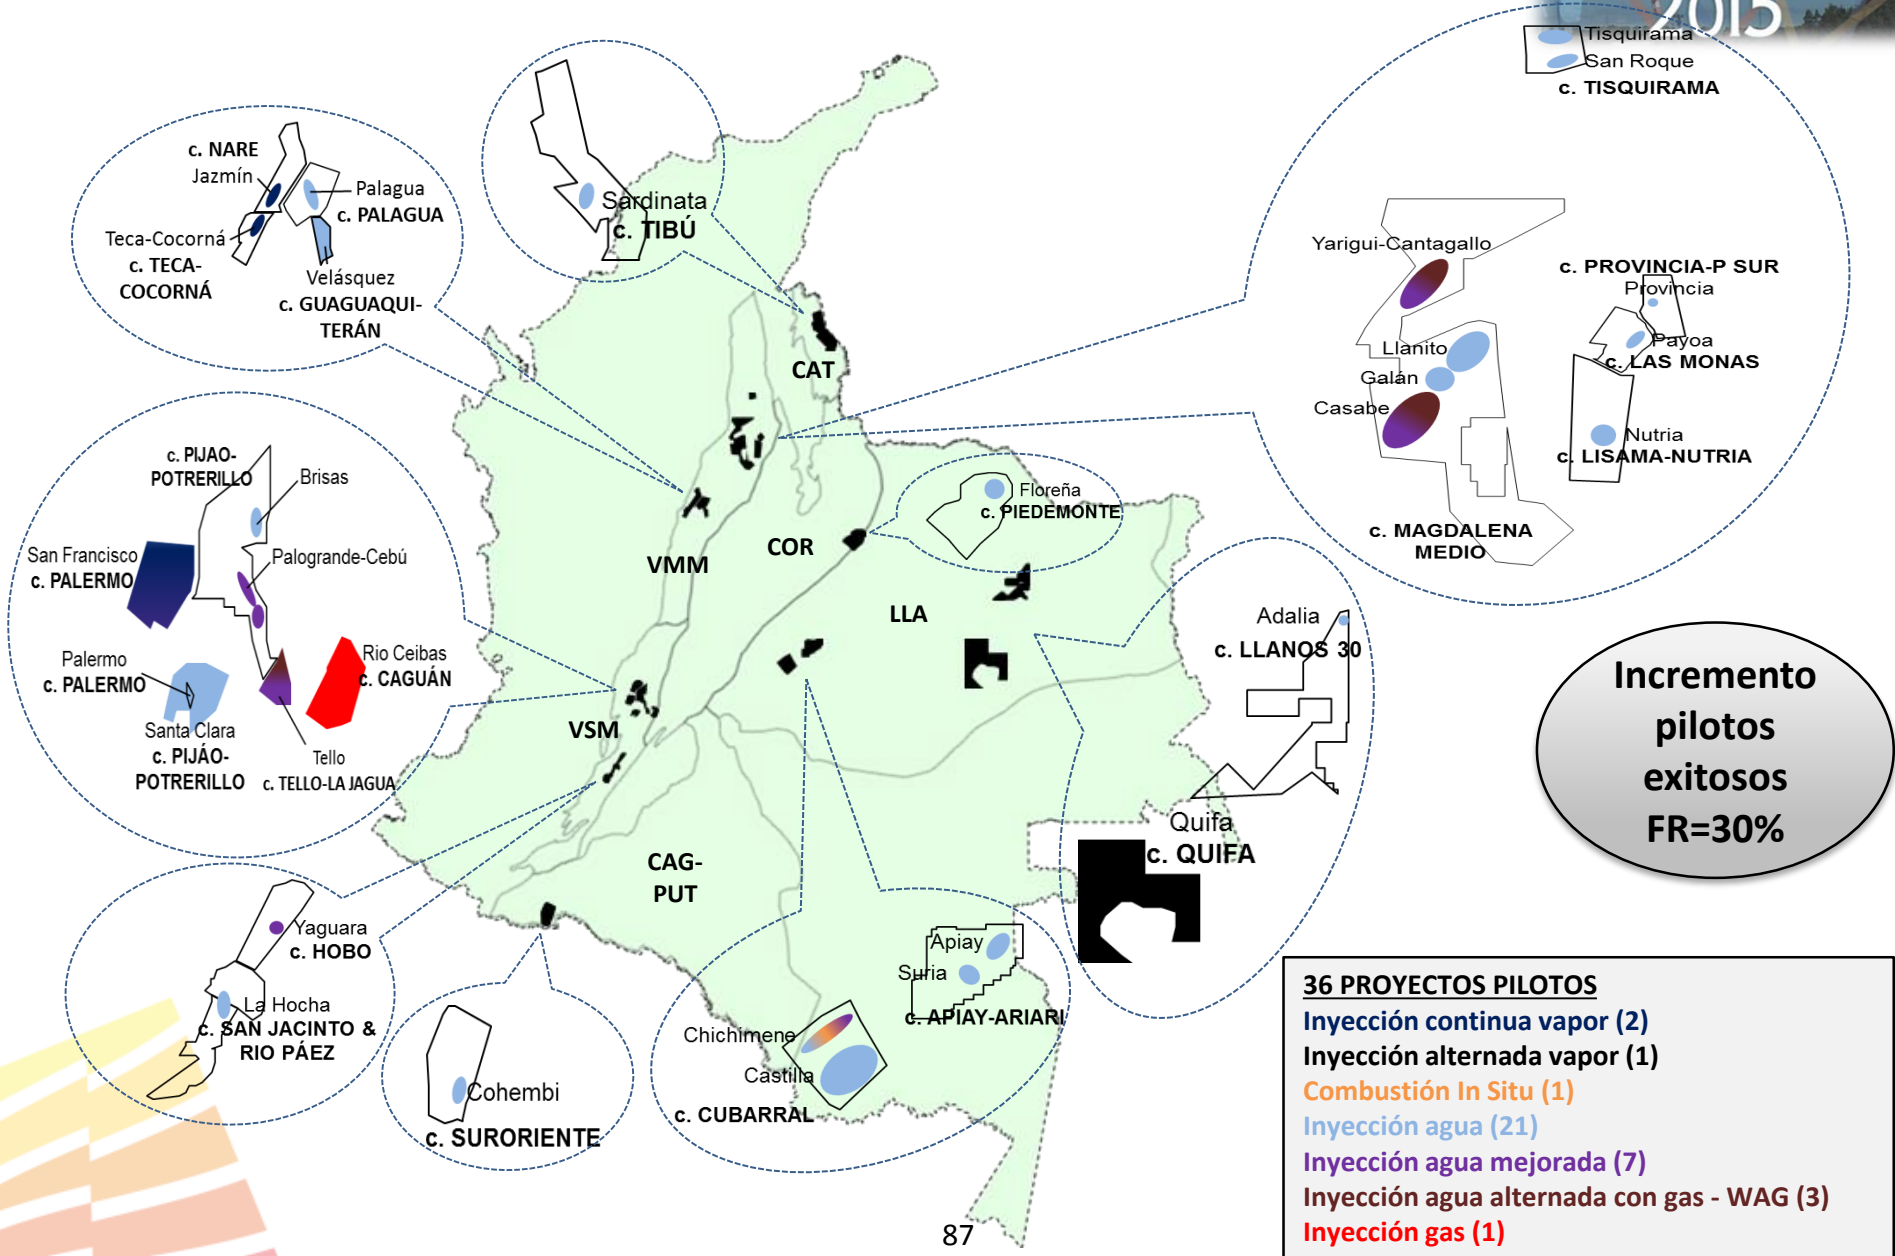 2015
Tisquirama
San Roque
c. TISQUIRAMA
c. NARE
Jazmín
Palagua
c. PALAGUA
Teca-Cocorná
c. TECA-
COCORNÁ
Velásquez
c. GUAGUAQUI-
TERÁN
Sardinata
c. TIBÚ
Yarigui-Cantagallo
c. PROVINCIA-P SUR
Provincia
Llanito
Payoa
c. LAS MONAS
Galán
Casabe
Nutria
c. LISAMA-NUTRIA
c. MAGDALENA
MEDIO
CAT
COR
VMM
LLA
VSM
CAG-
PUT
Floreña
c. PIEDEMONTE
c. PIJAO-
POTRERILLO
Brisas
San Francisco
c. PALERMO
Palogrande-Cebú
Palermo
c. PALERMO
Rio Ceibas
c. CAGUÁN
Santa Clara
c. PIJÁO-
POTRERILLO
Tello
c. TELLO-LA JAGUA
Adalia
c. LLANOS 30
Quifa
c. QUIFA
Incremento
pilotos
exitosos
FR=30%
Yaguara
c. HOBO
La Hocha
c. SAN JACINTO &
RIO PÁEZ
Cohembi
c. SURORIENTE
Apiay
Suria
c. APIAY-ARIARI
Chichimene
Castilla
c. CUBARRAL
36 PROYECTOS PILOTOS
Inyección continua vapor (2)
Inyección alternada vapor (1)
Combustión In Situ (1)
Inyección agua (21)
Inyección agua mejorada (7)
Inyección agua alternada con gas - WAG (3)
Inyección gas (1)
87